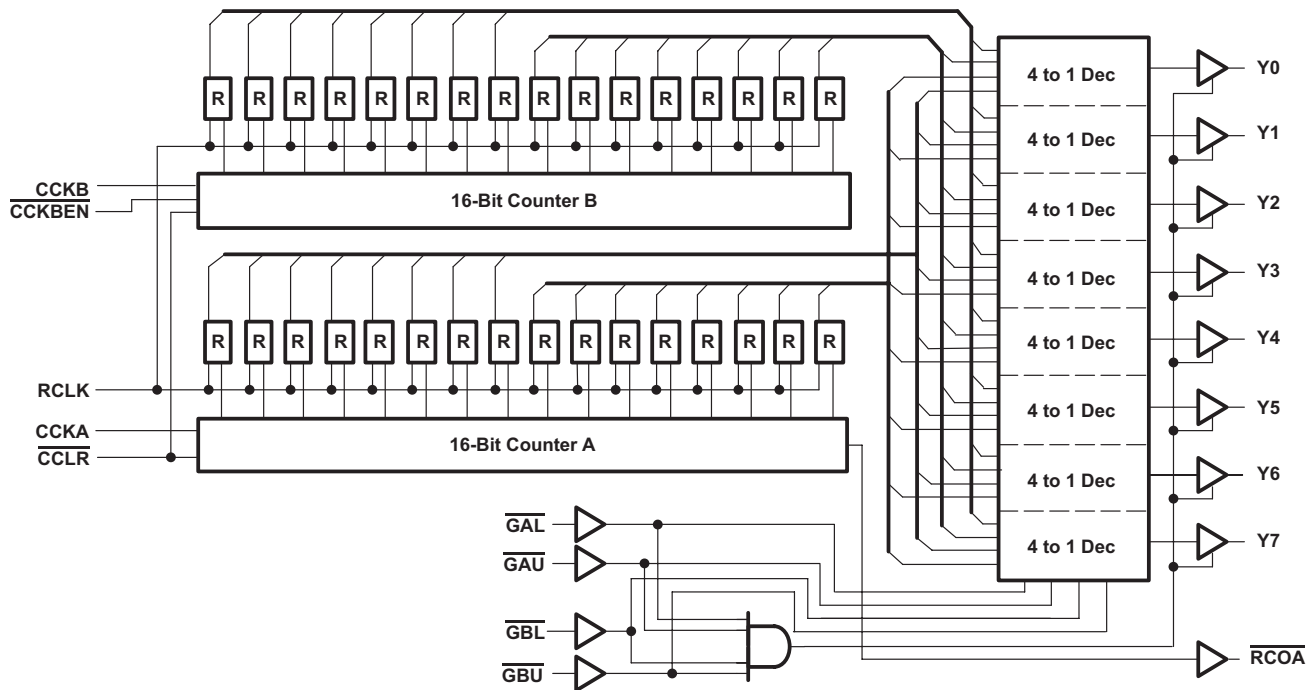 R R R R R R R R R R R R R R R R
CCKB
CCKBEN
16-Bit Counter B
R R R R R R R R R R R R R R R R
RCLK
CCKA
CCLR
16-Bit Counter A
GAL
GAU
GBL
GBU
4 to 1 Dec
4 to 1 Dec
4 to 1 Dec
4 to 1 Dec
4 to 1 Dec
4 to 1 Dec
4 to 1 Dec
4 to 1 Dec
Y0
Y1
Y2
Y3
Y4
Y5
Y6
Y7
RCOA